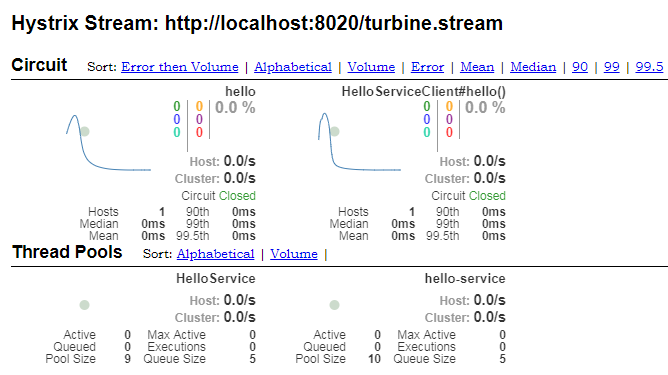 Hystrix Stream: http://localhost:8020/turbine.stream
Circuit Sort: Error then Volume | Alphabetical | Volume | Error | Mean | Median | 90 | 99 | 99.5
hello
0 0 0.0 %
0 0
0 0
Host: 0.0/s
Cluster: 0.0/s
Circuit Closed
Hosts 1 90th 0ms
Median 0ms 99th 0ms
Mean 0ms 99.5th 0ms
HelloServiceClient#hello()
0 0 0.0 %
0 0
0 0
Host: 0.0/s
Cluster: 0.0/s
Circuit Closed
Hosts 1 90th 0ms
Median 0ms 99th 0ms
Mean 0ms 99.5th 0ms
Thread Pools Sort: Alphabetical | Volume |
HelloService
Host: 0.0/s
Cluster: 0.0/s
Active 0 Max Active 0
Queued 0 Executions 0
Pool Size 9 Queue Size 5
hello-service
Host: 0.0/s
Cluster: 0.0/s
Active 0 Max Active 0
Queued 0 Executions 0
Pool Size 10 Queue Size 5